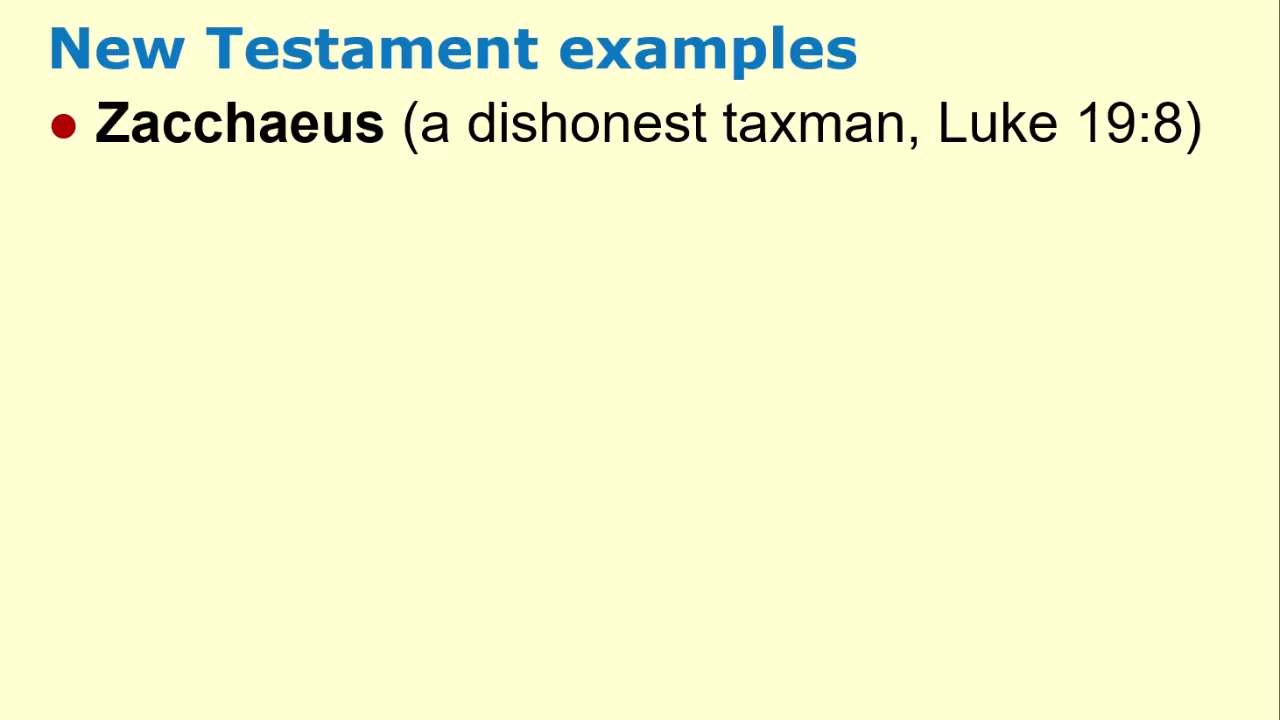 New Testament examples
● Zacchaeus (a dishonest taxman, Luke 19:8)